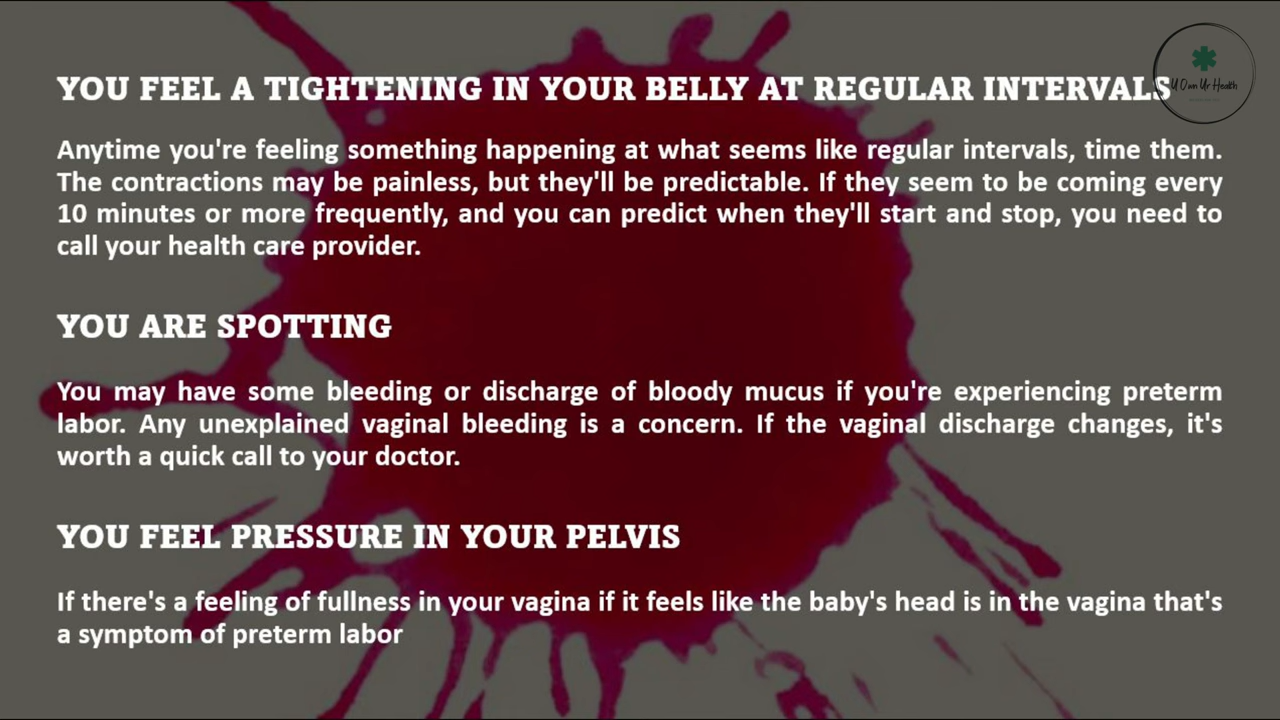 YOU FEEL A TIGHTENING IN YOUR BELLY AT REGULAR INTERVALS
U Own Ur Health
Anytime you're feeling something happening at what seems like regular intervals, time them.
The contractions may be painless, but they'll be predictable. If they seem to be coming every
10 minutes or more frequently, and you can predict when they'll start and stop, you need to
call your health care provider.
YOU ARE SPOTTING
You may have some bleeding or discharge of bloody mucus if you're experiencing preterm
labor. Any unexplained vaginal bleeding is a concern. If the vaginal discharge changes, it's
worth a quick call to your doctor.
YOU FEEL PRESSURE IN YOUR PELVIS
If there's a feeling of fullness in your vagina if it feels like the baby's head is in the vagina that's
a symptom of preterm labor